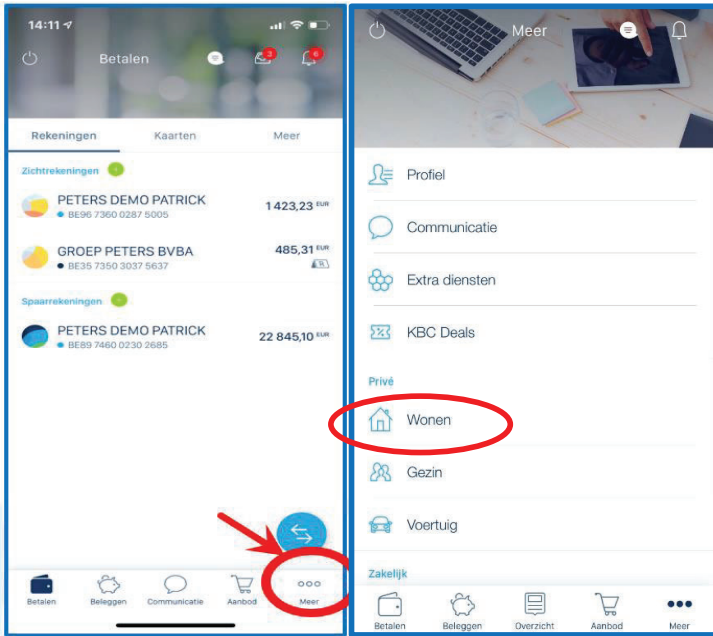 14:11
Betalen
3
6
Rekeningen Kaarten Meer
Zichtrekeningen
PETERS DEMO PATRICK 1 423,23 EUR
BE96 7360 0287 5005
GROEP PETERS BVBA 485,31 EUR
BE35 7350 3037 5637
Spaarrekeningen
PETERS DEMO PATRICK 22 845,10 EUR
BE89 7460 0230 2685
Betalen Beleggen Communicatie Aanbod Meer
Meer
Profiel
Communicatie
Extra diensten
KBC Deals
Privé
Wonen
Gezin
Voertuig
Zakelijk
Betalen Beleggen Overzicht Aanbod Meer